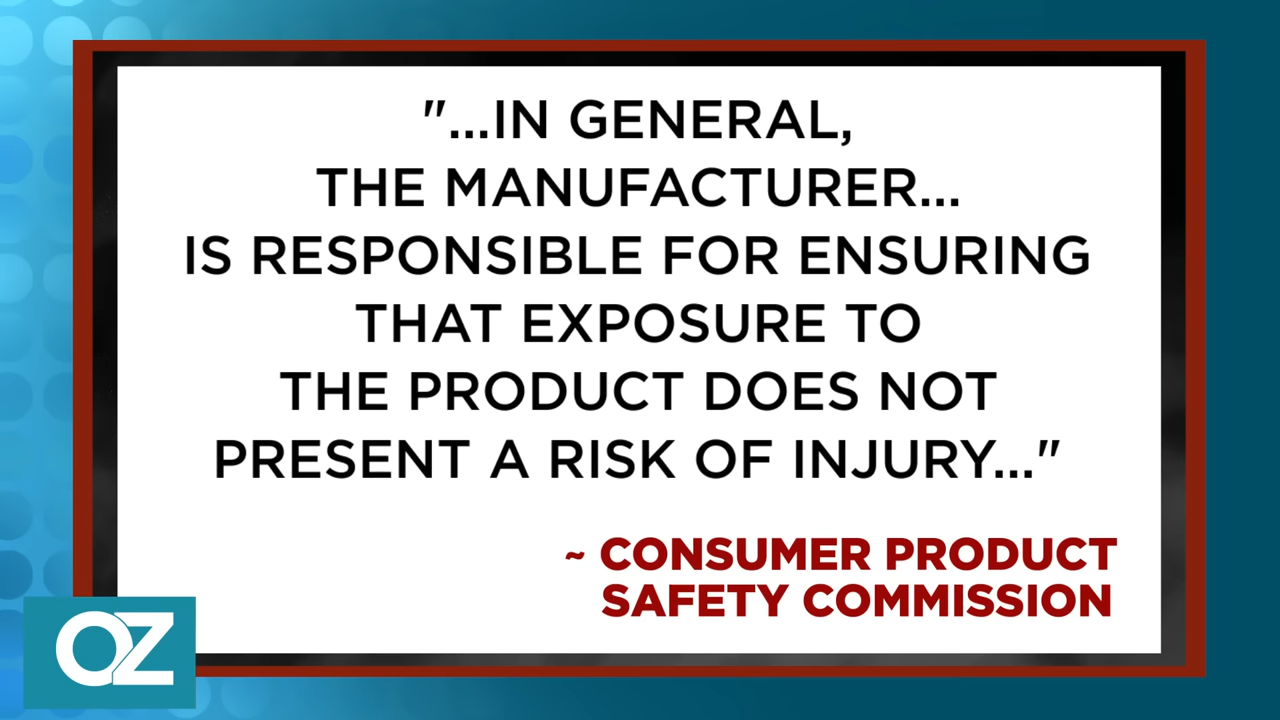 "...IN GENERAL,
THE MANUFACTURER...
IS RESPONSIBLE FOR ENSURING
THAT EXPOSURE TO
THE PRODUCT DOES NOT
PRESENT A RISK OF INJURY..."
~ CONSUMER PRODUCT
SAFETY COMMISSION
OZ